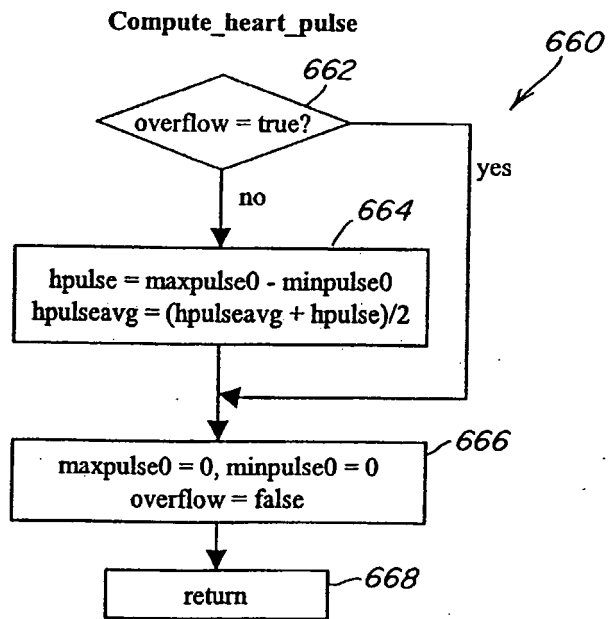 Compute_heart_pulse
660
662
overflow = true?
yes
no
664
hpulse = maxpulse0 - minpulse0
hpulseavg = (hpulseavg + hpulse)/2
666
maxpulse0 = 0, minpulse0 = 0
overflow = false
668
return